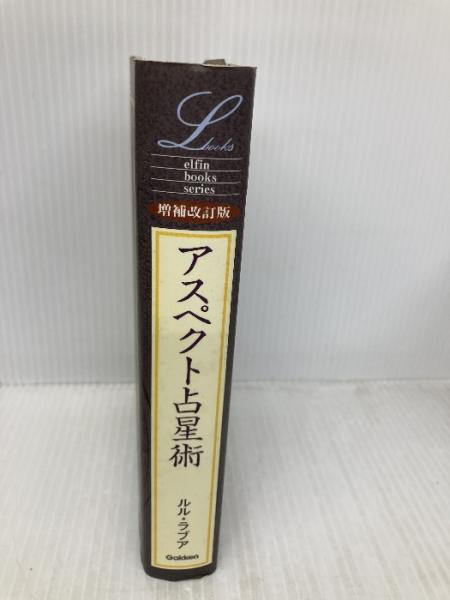 L books
elfin
books
series
増補改訂版
アスペクト占星術
ルル・ラブア
Gakken